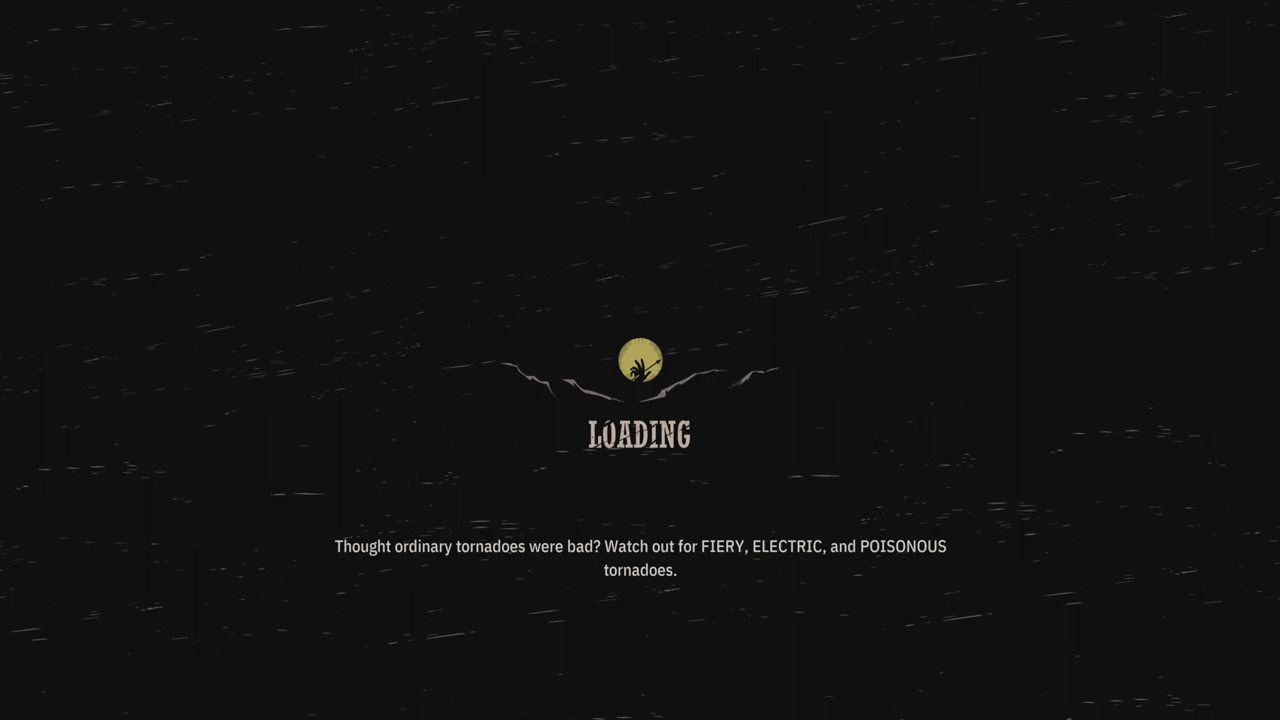 LOADING
Thought ordinary tornadoes were bad? Watch out for FIERY, ELECTRIC, and POISONOUS
tornadoes.